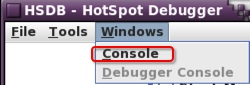 HSDB - HotSpot Debugger
File Tools Windows
Console
Debugger Console